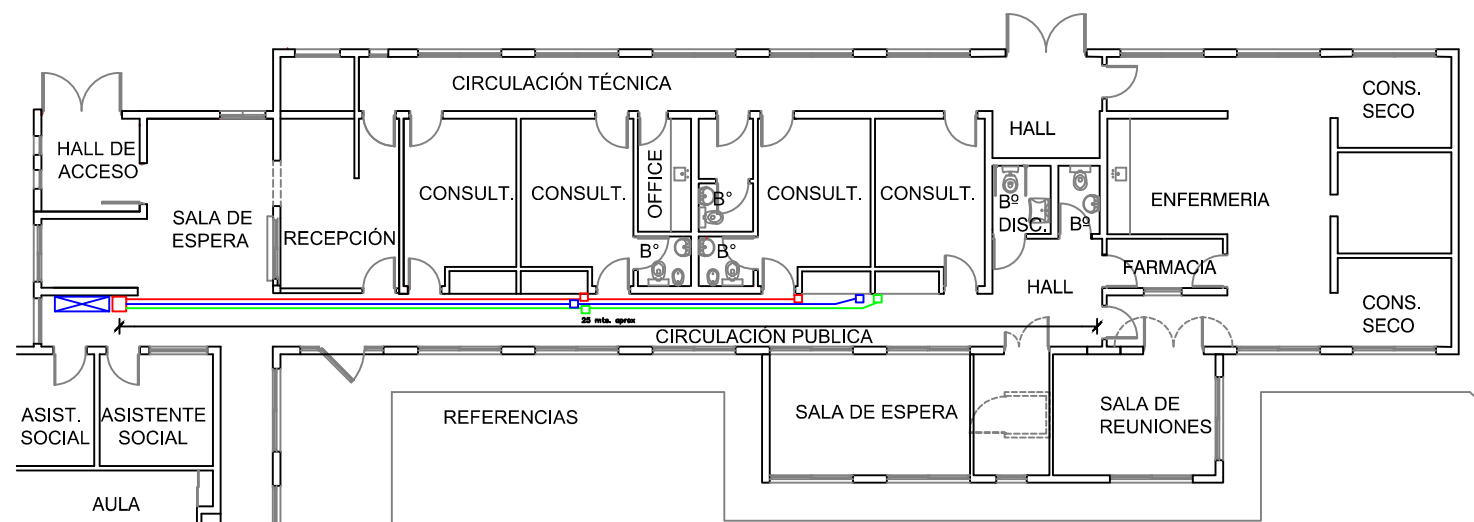 CIRCULACIÓN TÉCNICA
CONS.
SECO
HALL DE
ACCESO
HALL
SALA DE
ESPERA
RECEPCIÓN
CONSULT.
CONSULT.
OFFICE
B°
CONSULT.
CONSULT.
Bº
DISC.
Bº
ENFERMERIA
B°
B°
FARMACIA
HALL
CONS.
SECO
25 mts. aprox
CIRCULACIÓN PUBLICA
ASIST.
SOCIAL
ASISTENTE
SOCIAL
REFERENCIAS
SALA DE ESPERA
SALA DE
REUNIONES
AULA